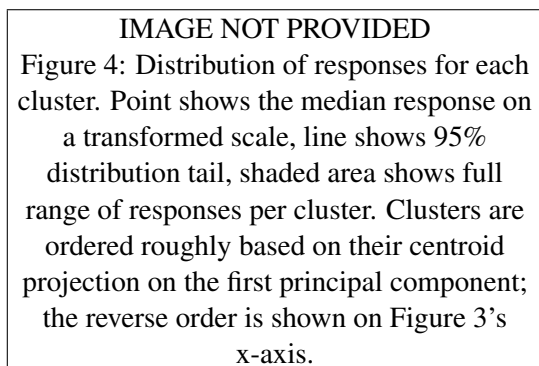 IMAGE NOT PROVIDED
Figure 4: Distribution of responses for each
cluster. Point shows the median response on
a transformed scale, line shows 95%
distribution tail, shaded area shows full
range of responses per cluster. Clusters are
ordered roughly based on their centroid
projection on the first principal component;
the reverse order is shown on Figure 3's
x-axis.